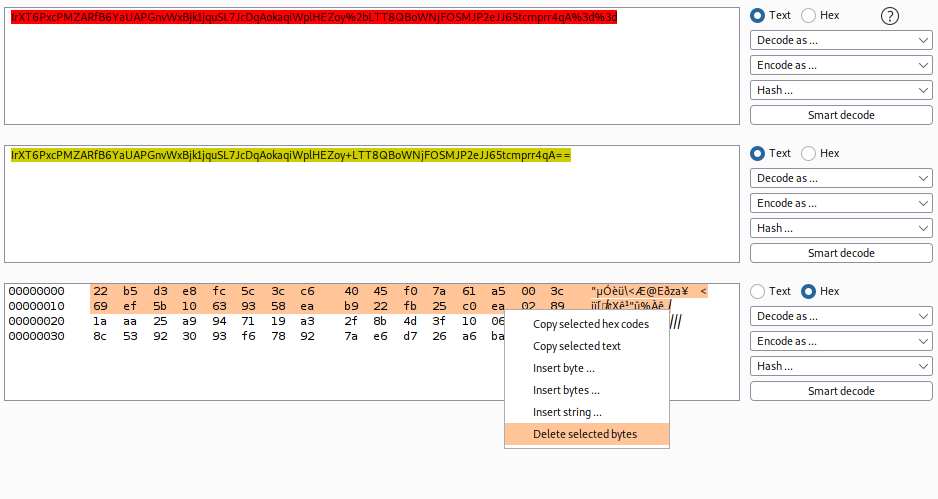 IrXT6PxcPMZARfB6YaUAPGnvWxBjk1jquSL7JcDqAokaqiWplHEZoy%2bLTT8QBoWNjFOSMJP2eJJ65tcmprr4qA%3d%3d
Text Hex ?
Decode as ...
Encode as ...
Hash ...
Smart decode
IrXT6PxcPMZARfB6YaUAPGnvWxBjk1jquSL7JcDqAokaqiWplHEZoy+LTT8QBoWNjFOSMJP2eJJ65tcmprr4qA==
Text Hex
Decode as ...
Encode as ...
Hash ...
Smart decode
00000000 22 b5 d3 e8 fc 5c 3c c6 40 45 f0 7a 61 a5 00 3c "µÓèü\<Æ@Eðza¥ <
00000010 69 ef 5b 10 63 93 58 ea b9 22 fb 25 c0 ea 02 89
00000020 1a aa 25 a9 94 71 19 a3 2f 8b 4d 3f 10 06
00000030 8c 53 92 30 93 f6 78 92 7a e6 d7 26 a6 ba
Copy selected hex codes
Copy selected text
Insert byte ...
Insert bytes ...
Insert string ...
Delete selected bytes
Text Hex
Decode as ...
Encode as ...
Hash ...
Smart decode